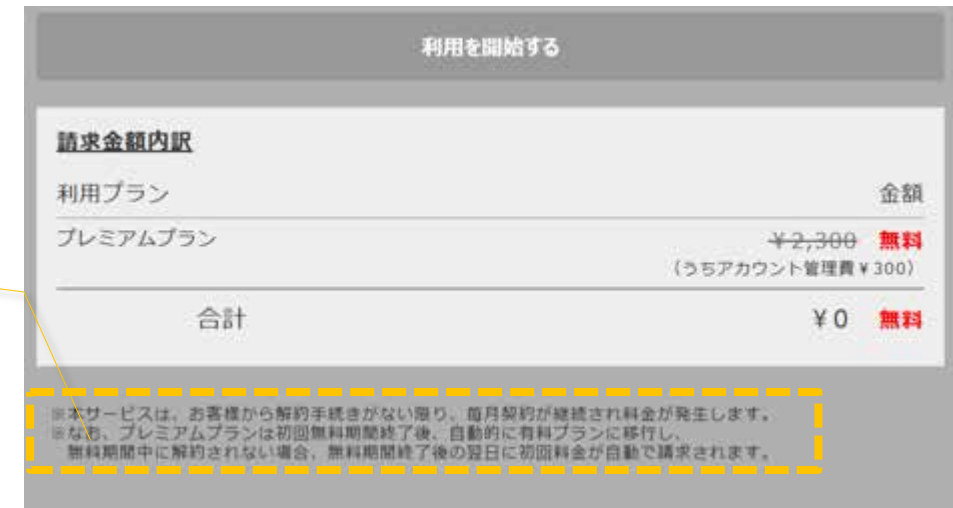 利用を開始する
請求金額内訳
利用プラン 金額
プレミアムプラン ¥2,300 無料
(うちアカウント管理費¥300)
合計 ¥0 無料
※本サービスは、お客様から解約手続きがない限り、毎月契約が継続され料金が発生します。
※なお、プレミアムプランは初回無料期間終了後、自動的に有料プランに移行し、
無料期間中に解約されない場合、無料期間終了後の翌日に初回料金が自動で請求されます。